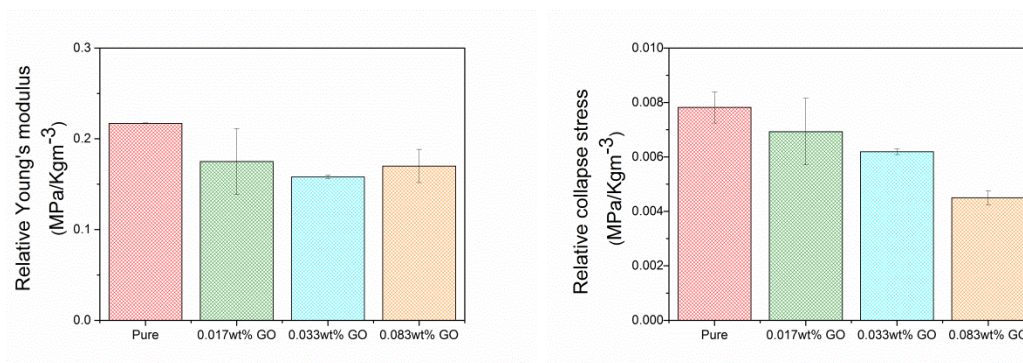 Relative Young's modulus
(MPa/Kgm⁻³)
0.3
0.2
0.1
0.0
Pure
0.017wt% GO
0.033wt% GO
0.083wt% GO
Relative collapse stress
(MPa/Kgm⁻³)
0.010
0.008
0.006
0.004
0.002
0.000
Pure
0.017wt% GO
0.033wt% GO
0.083wt% GO